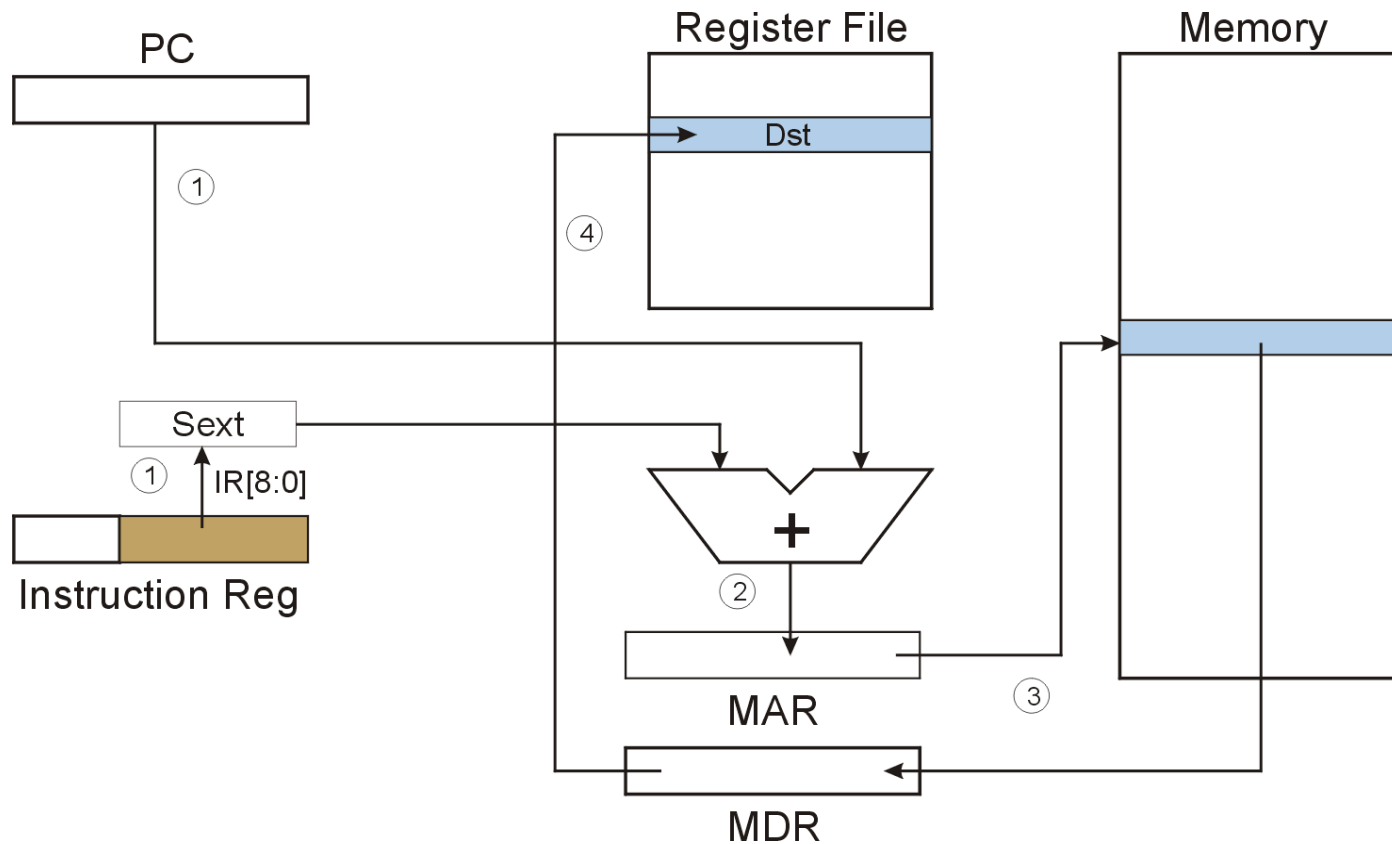 PC
Register File
Memory
Dst
1
4
Sext
1
IR[8:0]
+
Instruction Reg
2
MAR
3
MDR